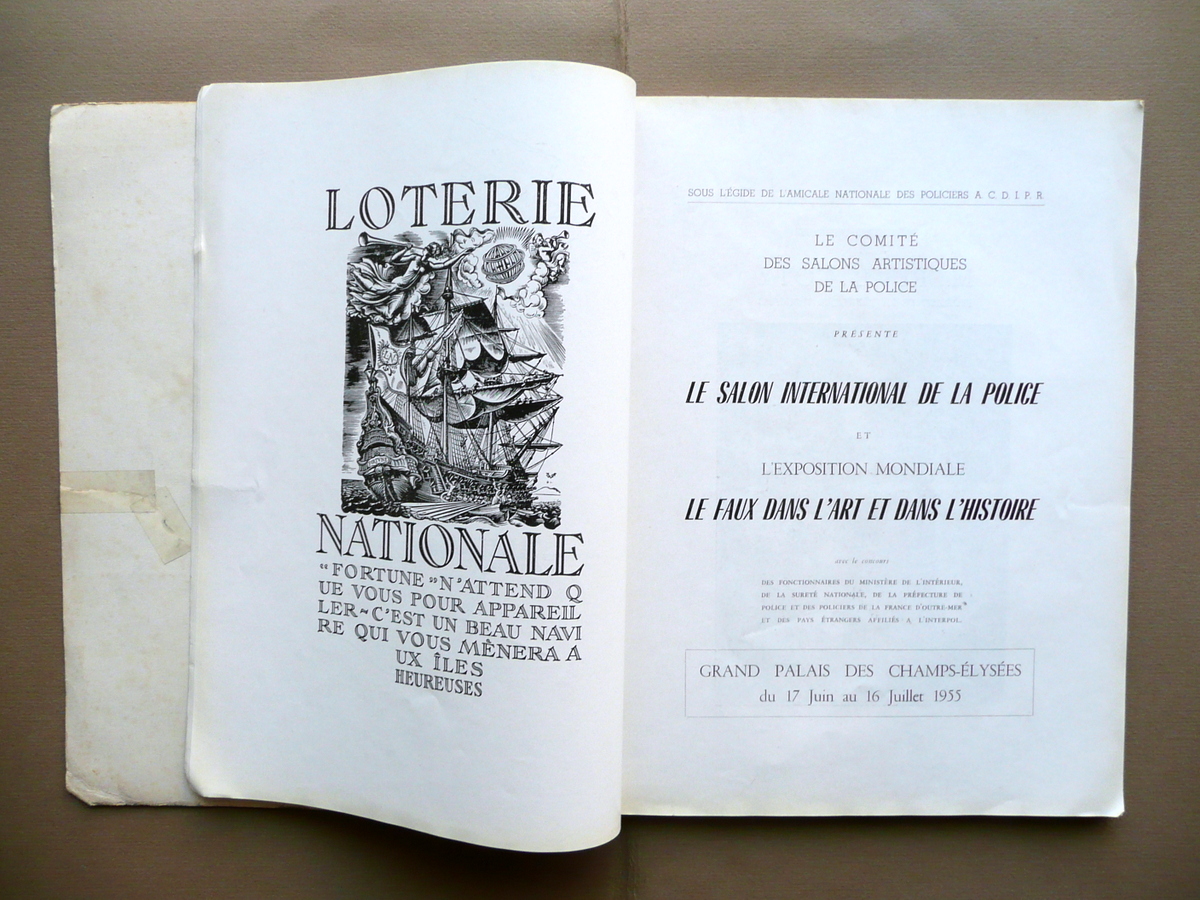 LOTERIE
NATIONALE
“FORTUNE” N'ATTEND Q
UE VOUS POUR APPAREIL
LER~C'EST UN BEAU NAVI
RE QUI VOUS MÈNERA A
UX ÎLES
HEUREUSES
SOUS L'ÉGIDE DE L'AMICALE NATIONALE DES POLICIERS A. C. D. I. P. R.
LE COMITÉ
DES SALONS ARTISTIQUES
DE LA POLICE
PRÉSENTE
LE SALON INTERNATIONAL DE LA POLICE
ET
L'EXPOSITION MONDIALE
LE FAUX DANS L'ART ET DANS L'HISTOIRE
avec le concours
DES FONCTIONNAIRES DU MINISTÈRE DE L'INTÉRIEUR,
DE LA SURETÉ NATIONALE, DE LA PRÉFECTURE DE
POLICE ET DES POLICIERS DE LA FRANCE D'OUTRE-MER
ET DES PAYS ÉTRANGERS AFFILIÉS A L'INTERPOL.
GRAND PALAIS DES CHAMPS-ÉLYSÉES
du 17 Juin au 16 Juillet 1955